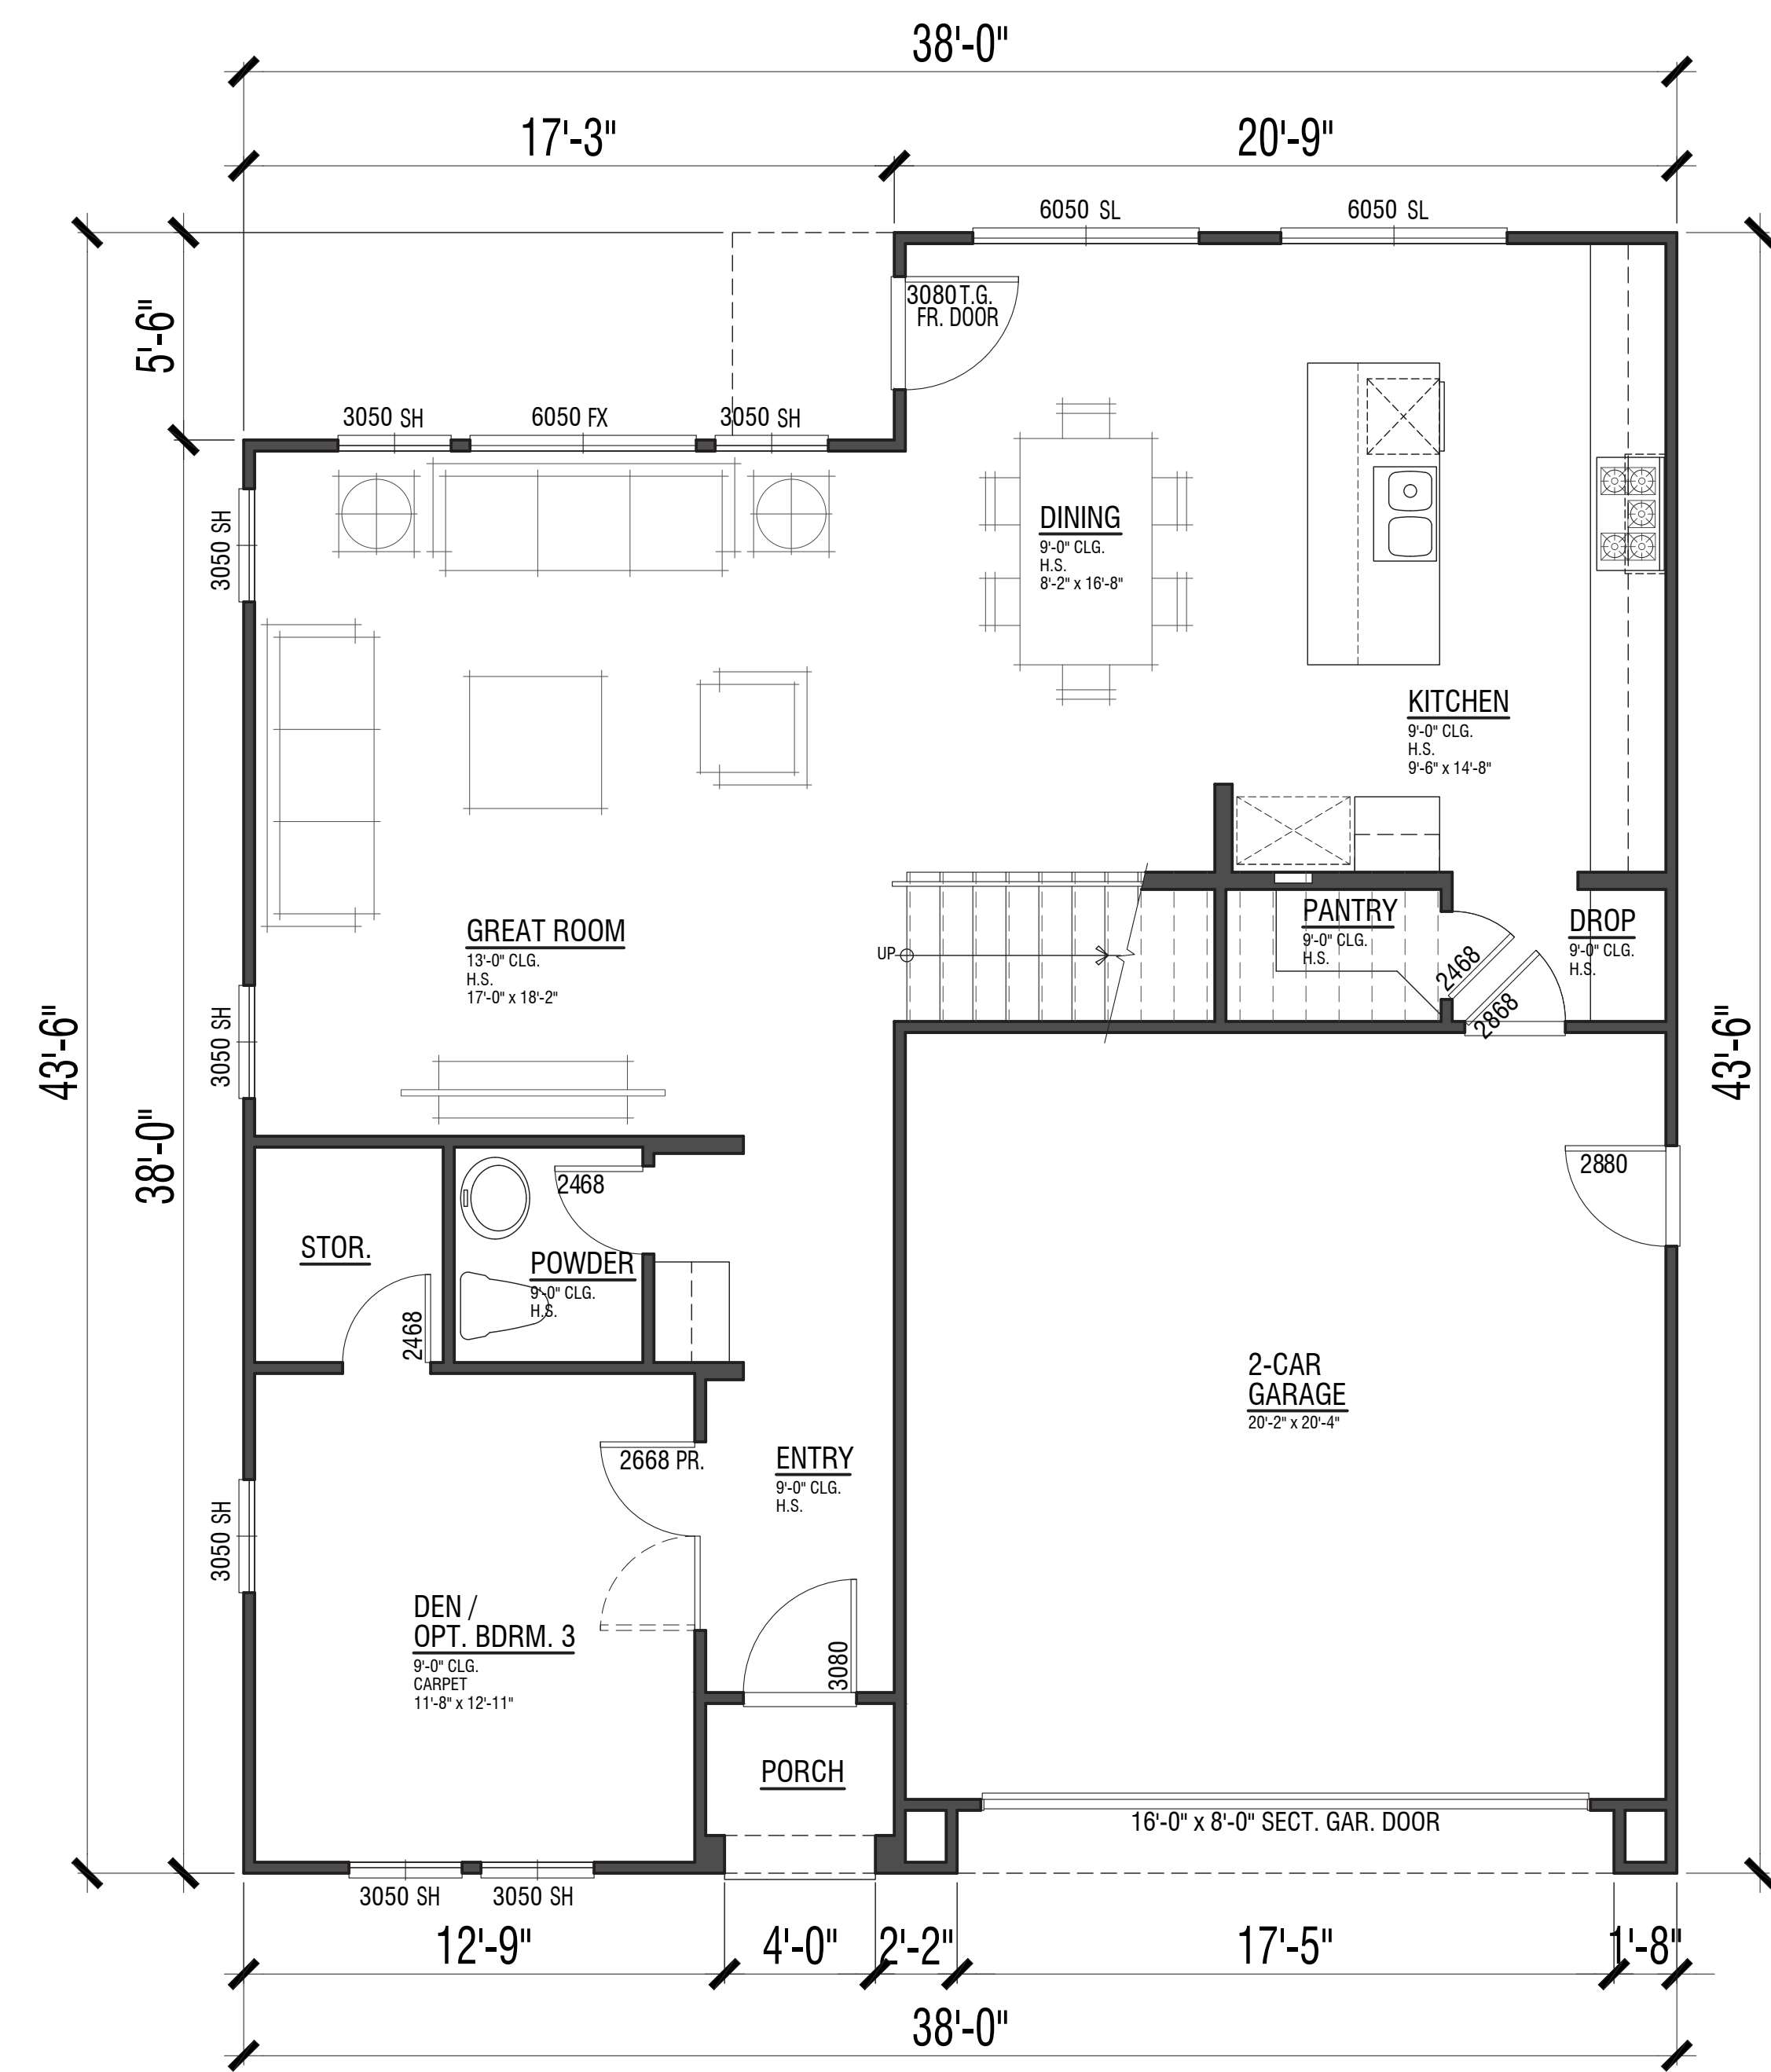 38'-0"
17'-3"
20'-9"
6050 SL
6050 SL
3080 T.G.
FR. DOOR
5'-6"
3050 SH
6050 FX
3050 SH
3050 SH
DINING
9'-0" CLG.
H.S.
8'-2" x 16'-8"
KITCHEN
9'-0" CLG.
H.S.
9'-6" x 14'-8"
GREAT ROOM
13'-0" CLG.
H.S.
17'-0" x 18'-2"
UP
PANTRY
9'-0" CLG.
H.S.
DROP
9'-0" CLG.
H.S.
2468
2868
3050 SH
43'-6"
43'-6"
38'-0"
2468
2880
STOR.
POWDER
9'-0" CLG.
H.S.
2468
2-CAR
GARAGE
20'-2" x 20'-4"
2668 PR.
ENTRY
9'-0" CLG.
H.S.
3050 SH
DEN /
OPT. BDRM. 3
9'-0" CLG.
CARPET
11'-8" x 12'-11"
3080
PORCH
16'-0" x 8'-0" SECT. GAR. DOOR
3050 SH
3050 SH
12'-9"
4'-0"
2'-2"
17'-5"
1'-8"
38'-0"